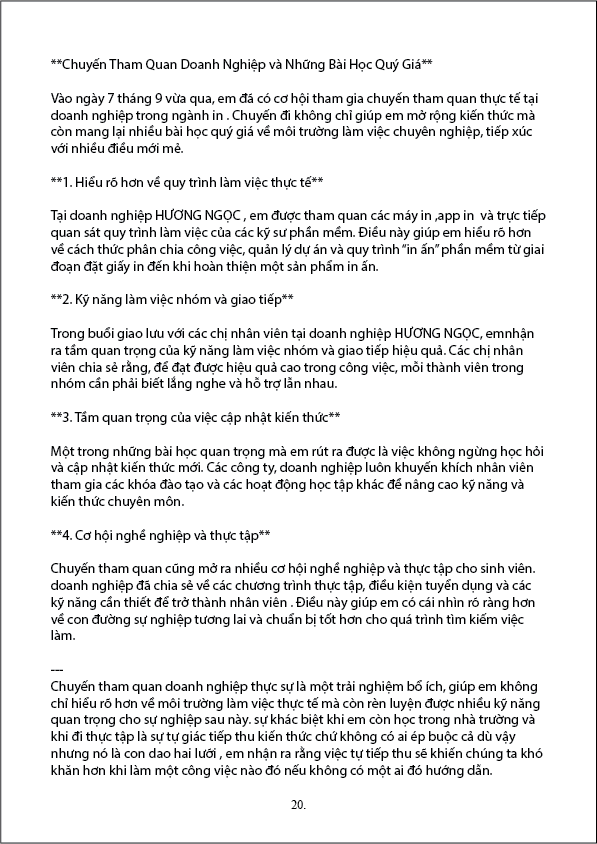 **Chuyến Tham Quan Doanh Nghiệp và Những Bài Học Quý Giá**
Vào ngày 7 tháng 9 vừa qua, em đã có cơ hội tham gia chuyến tham quan thực tế tại
doanh nghiệp trong ngành in . Chuyến đi không chỉ giúp em mở rộng kiến thức mà
còn mang lại nhiều bài học quý giá về môi trường làm việc chuyên nghiệp, tiếp xúc
với nhiều điều mới mẻ.
**1. Hiểu rõ hơn về quy trình làm việc thực tế**
Tại doanh nghiệp HƯƠNG NGỌC , em được tham quan các máy in ,app in  và trực tiếp
quan sát quy trình làm việc của các kỹ sư phần mềm. Điều này giúp em hiểu rõ hơn
về cách thức phân chia công việc, quản lý dự án và quy trình “in ấn” phần mềm từ giai
đoạn đặt giấy in đến khi hoàn thiện một sản phẩm in ấn.
**2. Kỹ năng làm việc nhóm và giao tiếp**
Trong buổi giao lưu với các chị nhân viên tại doanh nghiệp HƯƠNG NGỌC, emnhận
ra tầm quan trọng của kỹ năng làm việc nhóm và giao tiếp hiệu quả. Các chị nhân
viên chia sẻ rằng, để đạt được hiệu quả cao trong công việc, mỗi thành viên trong
nhóm cần phải biết lắng nghe và hỗ trợ lẫn nhau.
**3. Tầm quan trọng của việc cập nhật kiến thức**
Một trong những bài học quan trọng mà em rút ra được là việc không ngừng học hỏi
và cập nhật kiến thức mới. Các công ty, doanh nghiệp luôn khuyến khích nhân viên
tham gia các khóa đào tạo và các hoạt động học tập khác để nâng cao kỹ năng và
kiến thức chuyên môn.
**4. Cơ hội nghề nghiệp và thực tập**
Chuyến tham quan cũng mở ra nhiều cơ hội nghề nghiệp và thực tập cho sinh viên.
doanh nghiệp đã chia sẻ về các chương trình thực tập, điều kiện tuyển dụng và các
kỹ năng cần thiết để trở thành nhân viên . Điều này giúp em có cái nhìn rõ ràng hơn
về con đường sự nghiệp tương lai và chuẩn bị tốt hơn cho quá trình tìm kiếm việc
làm.
---
Chuyến tham quan doanh nghiệp thực sự là một trải nghiệm bổ ích, giúp em không
chỉ hiểu rõ hơn về môi trường làm việc thực tế mà còn rèn luyện được nhiều kỹ năng
quan trọng cho sự nghiệp sau này. sự khác biệt khi em còn học trong nhà trường và
khi đi thực tập là sự tự giác tiếp thu kiến thức chứ không có ai ép buộc cả dù vậy
nhưng nó là con dao hai lưỡi , em nhận ra rằng việc tự tiếp thu sẽ khiến chúng ta khó
khăn hơn khi làm một công việc nào đó nếu không có một ai đó hướng dẫn.
20.